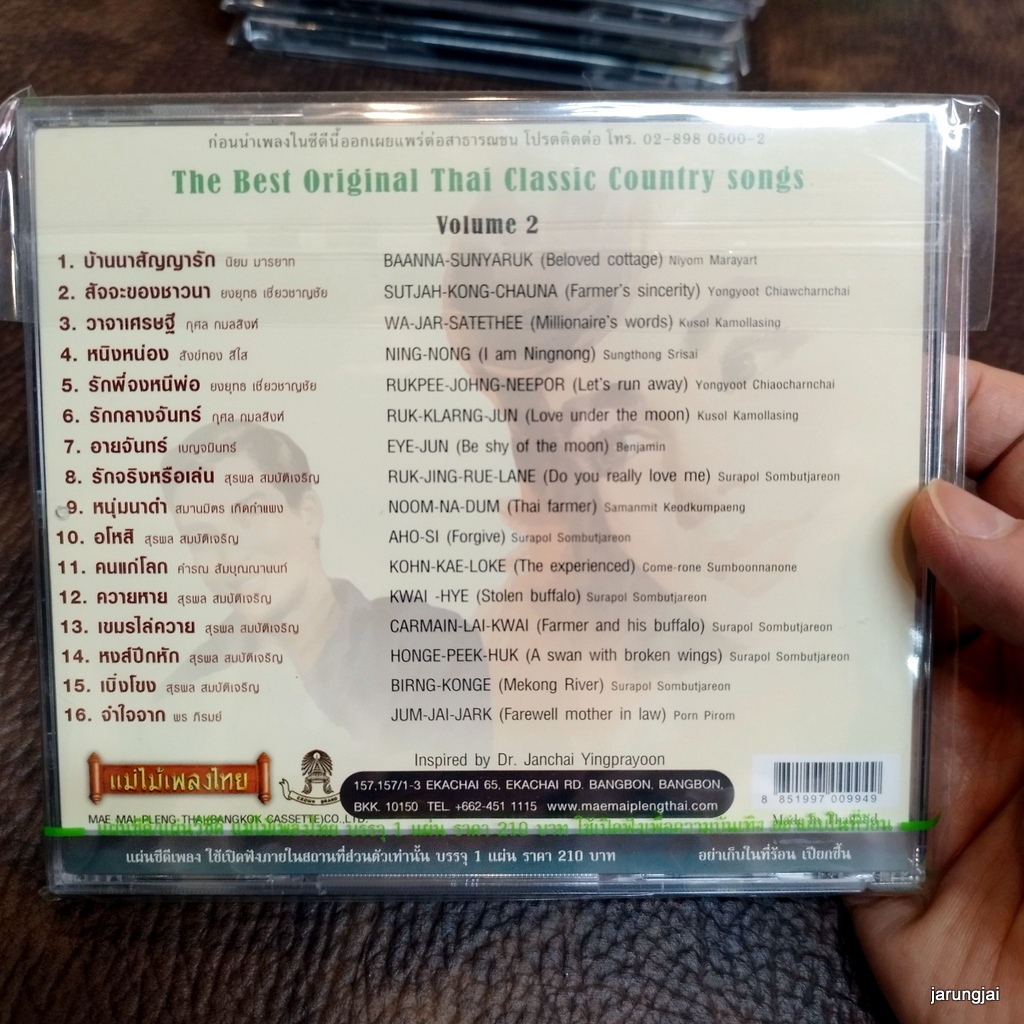 ก่อนนำเพลงในซีดีนี้ออกเผยแพร่ต่อสาธารณชน โปรดติดต่อ โทร. 02-898 0500-2
The Best Original Thai Classic Country songs
Volume 2
1. บ้านนาสัญญารัก นิยม มารยาท BAANNA-SUNYARUK (Beloved cottage) Niyom Marayart
2. สัจจะของชาวนา ยงยุทธ เชี่ยวชาญชัย SUTJAH-KONG-CHAUNA (Farmer's sincerity) Yongyoot Chiawcharnchai
3. วาจาเศรษฐี กุศล กมลสิงห์ WA-JAR-SATETHEE (Millionaire's words) Kusol Kamollasing
4. หนิงหน่อง สังข์ทอง สีใส NING-NONG (I am Ningnong) Sungthong Srisai
5. รักพี่จงหนีพ่อ ยงยุทธ เชี่ยวชาญชัย RUKPEE-JOHNG-NEEPOR (Let's run away) Yongyoot Chiaocharnchai
6. รักกลางจันทร์ กุศล กมลสิงห์ RUK-KLARNG-JUN (Love under the moon) Kusol Kamollasing
7. อายจันทร์ เบญจมินทร์ EYE-JUN (Be shy of the moon) Benjamin
8. รักจริงหรือเล่น สุรพล สมบัติเจริญ RUK-JING-RUE-LANE (Do you really love me) Surapol Sombutjareon
9. หนุ่มนาดำ สมานมิตร เกิดกำแพง NOOM-NA-DUM (Thai farmer) Samanmit Keodkumpaeng
10. อโหสิ สุรพล สมบัติเจริญ AHO-SI (Forgive) Surapol Sombutjareon
11. คนแก่โลก คำรณ สัมบุณณานนท์ KOHN-KAE-LOKE (The experienced) Come-rone Sumboonnanone
12. ควายหาย สุรพล สมบัติเจริญ KWAI -HYE (Stolen buffalo) Surapol Sombutjareon
13. เขมรไล่ควาย สุรพล สมบัติเจริญ CARMAIN-LAI-KWAI (Farmer and his buffalo) Surapol Sombutjareon
14. หงส์ปีกหัก สุรพล สมบัติเจริญ HONGE-PEEK-HUK (A swan with broken wings) Surapol Sombutjareon
15. เบิ่งโขง สุรพล สมบัติเจริญ BIRNG-KONGE (Mekong River) Surapol Sombutjareon
16. จำใจจาก พร ภิรมย์ JUM-JAI-JARK (Farewell mother in law) Porn Pirom
Inspired by Dr. Janchai Yingprayoon
แม่ไม้เพลงไทย
CROWN BRAND
157,157/1-3 EKACHAI 65, EKACHAI RD. BANGBON, BANGBON,
BKK. 10150 TEL. +662-451 1115 www.maemaiplengthai.com
8 851997 009949
MAE MAI PLENG THAI(BANGKOK CASSETTE)CO.,LTD.
แผ่นซีดีเพลง ใช้เปิดฟังภายในสถานที่ส่วนตัวเท่านั้น บรรจุ 1 แผ่น ราคา 210 บาท อย่าเก็บในที่ร้อน เปียกชื้น
jarungjai